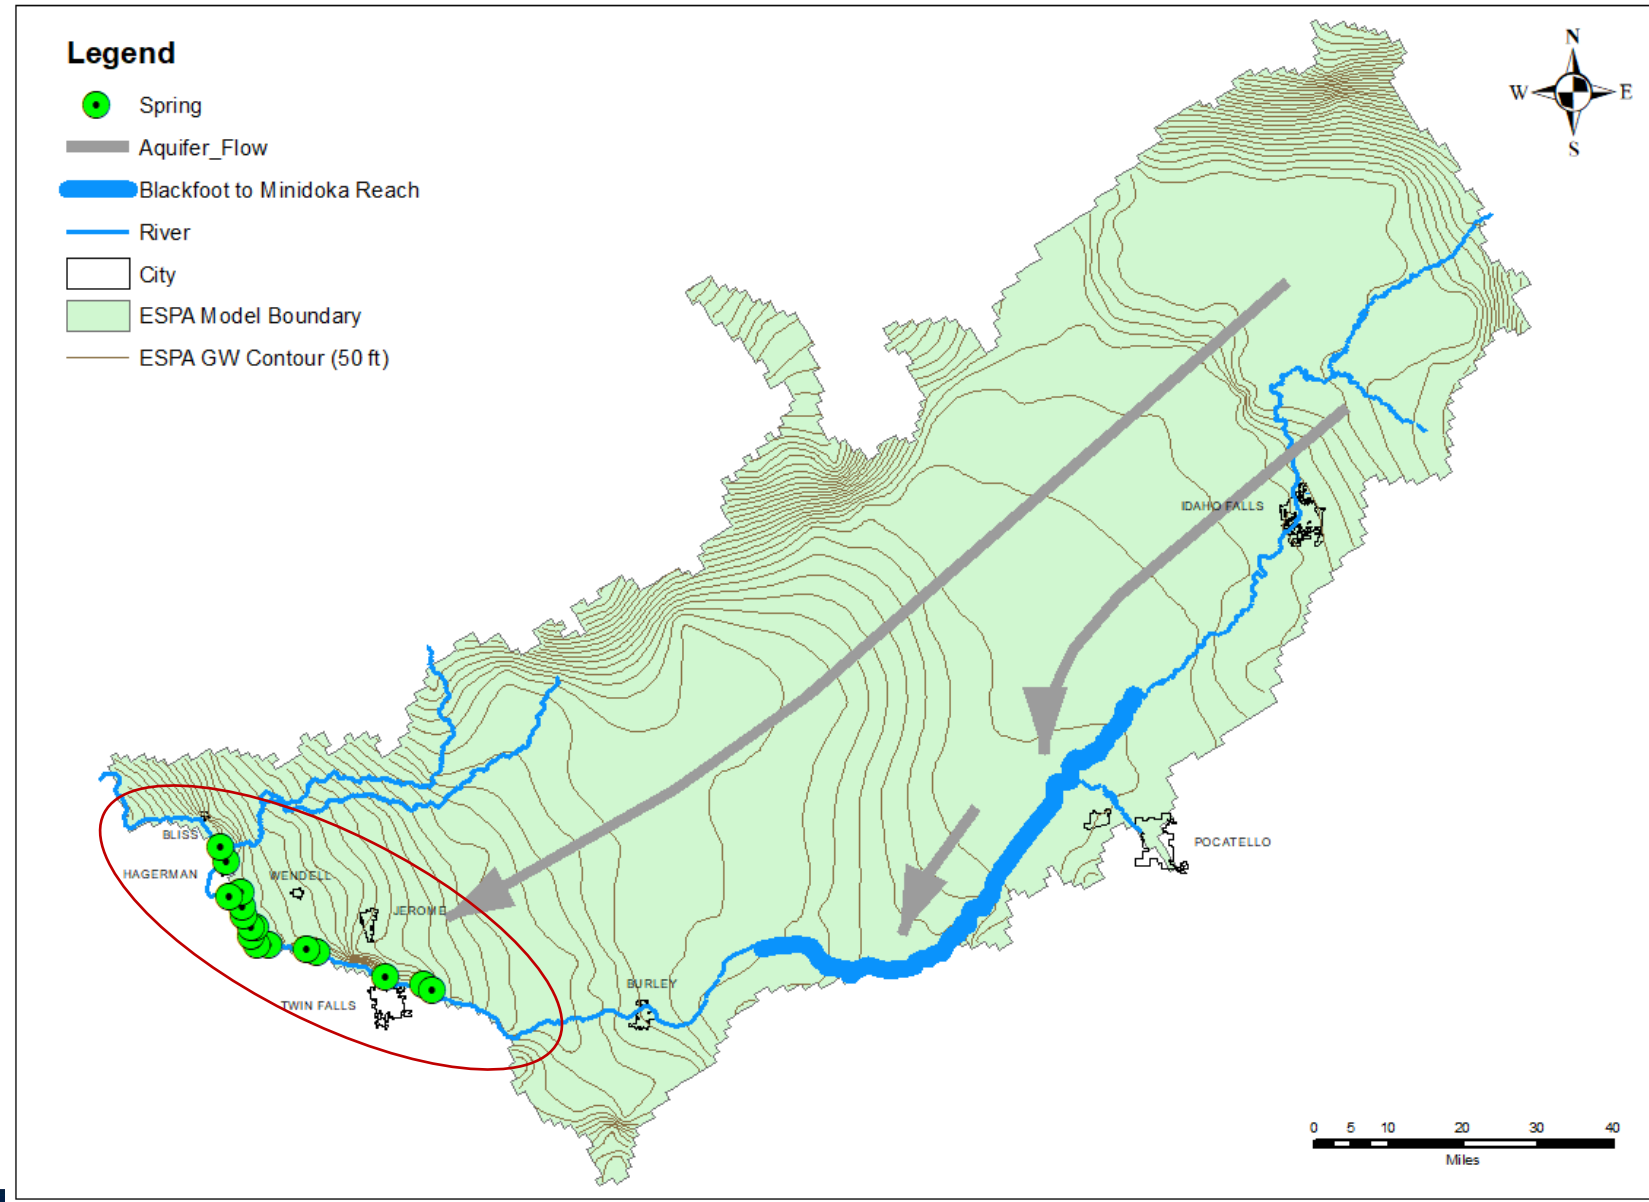 Legend
Spring
Aquifer_Flow
Blackfoot to Minidoka Reach
River
City
ESPA Model Boundary
ESPA GW Contour (50 ft)
N
W E
S
IDAHO FALLS
POCATELLO
BLISS
HAGERMAN
WENDELL
JEROME
TWIN FALLS
BURLEY
0 5 10 20 30 40
Miles